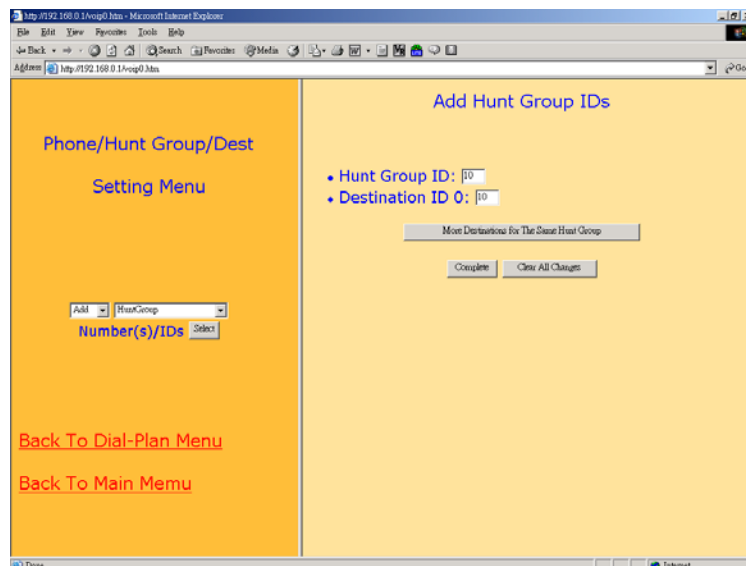 http://192.168.0.1/voip0.htm - Microsoft Internet Explorer
File Edit View Favorites Tools Help
Back Search Favorites Media
Address http://192.168.0.1/voip0.htm Go
Phone/Hunt Group/Dest
Setting Menu
Add HuntGroup
Number(s)/IDs Select
Back To Dial-Plan Menu
Back To Main Memu
Add Hunt Group IDs
• Hunt Group ID: 10
• Destination ID 0: 10
More Destinations for The Same Hunt Group
Complete Clear All Changes
Done Internet